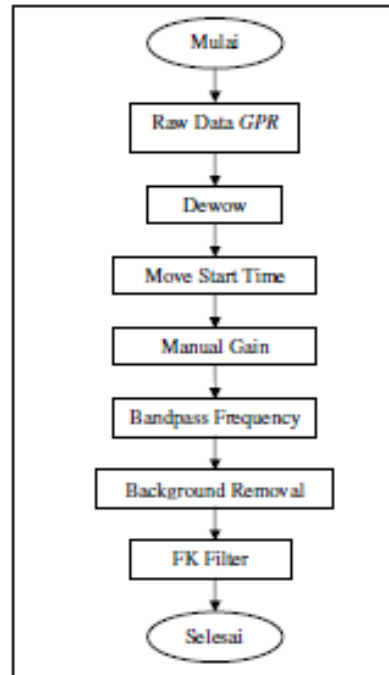 Mulai
Raw Data GPR
Dewow
Move Start Time
Manual Gain
Bandpass Frequency
Background Removal
FK Filter
Selesai